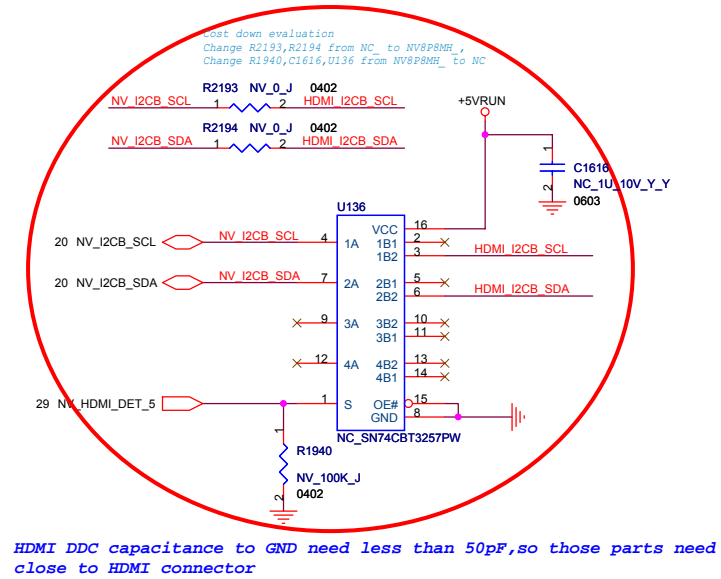 Cost down evaluation
Change R2193,R2194 from NC_ to NV8P8MH_,
Change R1940,C1616,U136 from NV8P8MH_ to NC
R2193 NV_0_J 0402
NV_I2CB_SCL 1 2 HDMI_I2CB_SCL
R2194 NV_0_J 0402
NV_I2CB_SDA 1 2 HDMI_I2CB_SDA
+5VRUN
1
C1616
2 NC_1U_10V_Y_Y
0603
U136
VCC 16
20 NV_I2CB_SCL NV_I2CB_SCL 4 1A 1B1 2
1B2 3 HDMI_I2CB_SCL
20 NV_I2CB_SDA NV_I2CB_SDA 7 2A 2B1 5
2B2 6 HDMI_I2CB_SDA
9 3A 3B2 10
3B1 11
12 4A 4B2 13
4B1 14
29 NV_HDMI_DET_5 1 S OE# 15
GND 8
NC_SN74CBT3257PW
1
R1940
NV_100K_J
2 0402
HDMI DDC capacitance to GND need less than 50pF,so those parts need
close to HDMI connector